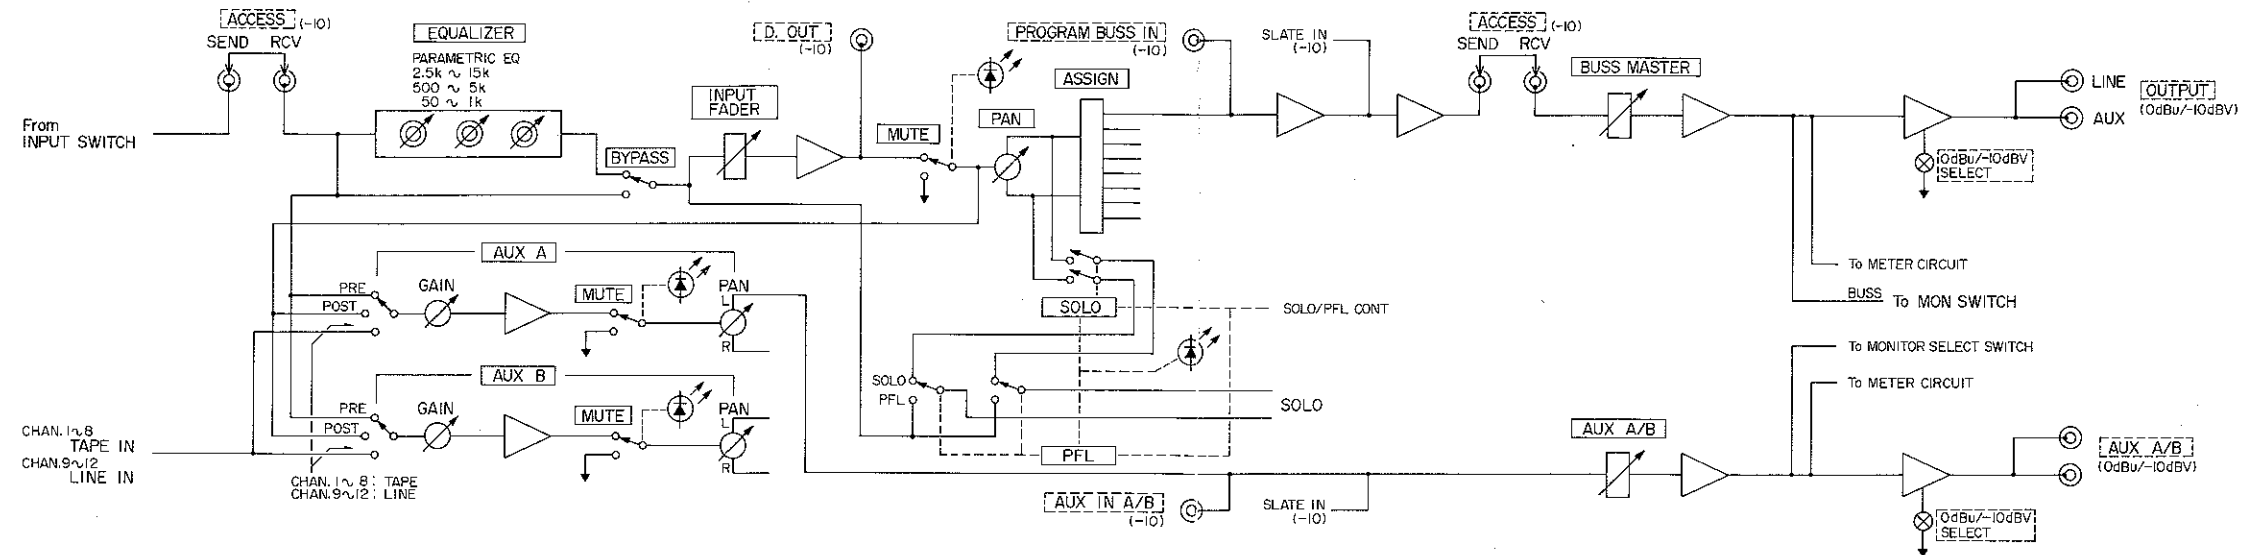 ACCESS (-10)
SEND RCV
EQUALIZER
PARAMETRIC EQ
2.5k ~ 15k
500 ~ 5k
50 ~ 1k
From
INPUT SWITCH
BYPASS
INPUT
FADER
D. OUT
(-10)
MUTE
PAN
ASSIGN
PROGRAM BUSS IN
(-10)
SLATE IN
(-10)
ACCESS (-10)
SEND RCV
BUSS MASTER
LINE
AUX
OUTPUT
(0dBu/-10dBV)
0dBu/-10dBV
SELECT
To METER CIRCUIT
BUSS To MON SWITCH
AUX A
PRE
POST
GAIN
MUTE
PAN
L
R
SOLO
SOLO/PFL CONT
AUX B
PRE
POST
GAIN
MUTE
PAN
L
R
SOLO
PFL
SOLO
PFL
To MONITOR SELECT SWITCH
To METER CIRCUIT
CHAN. 1~8
TAPE IN
CHAN. 9~12
LINE IN
CHAN. 1~8 : TAPE
CHAN. 9~12 : LINE
AUX IN A/B
(-10)
SLATE IN
(-10)
AUX A/B
AUX A/B
(0dBu/-10dBV)
0dBu/-10dBV
SELECT